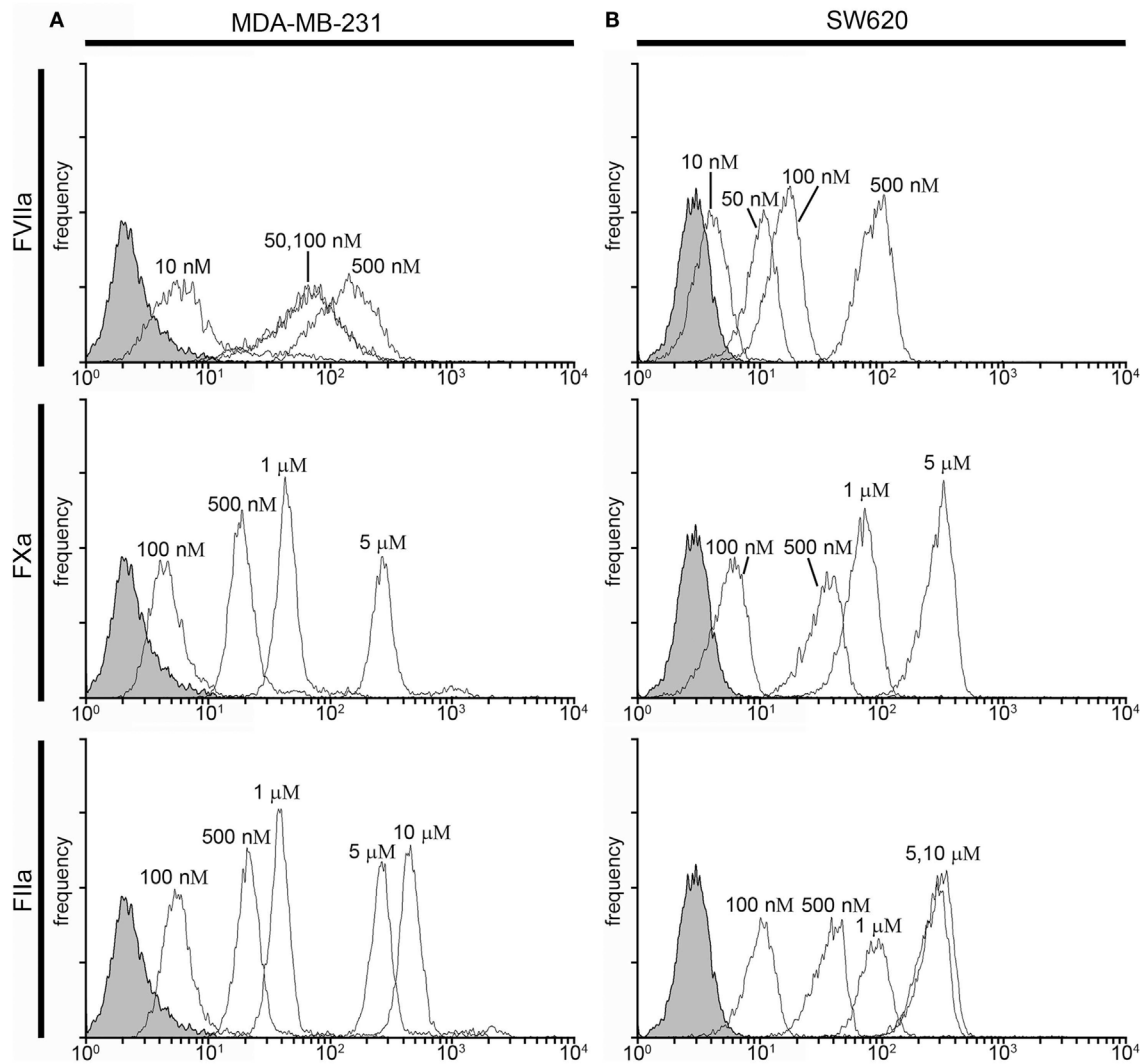 A MDA-MB-231
B SW620
FVIIa
frequency
10 nM
50,100 nM
500 nM
10⁰ 10¹ 10² 10³ 10⁴
frequency
10 nM
50 nM
100 nM
500 nM
10⁰ 10¹ 10² 10³ 10⁴
FXa
frequency
100 nM
500 nM
1 μM
5 μM
10⁰ 10¹ 10² 10³ 10⁴
frequency
100 nM
500 nM
1 μM
5 μM
10⁰ 10¹ 10² 10³ 10⁴
FIIa
frequency
100 nM
500 nM
1 μM
5 μM
10 μM
10⁰ 10¹ 10² 10³ 10⁴
frequency
100 nM
500 nM
1 μM
5,10 μM
10⁰ 10¹ 10² 10³ 10⁴